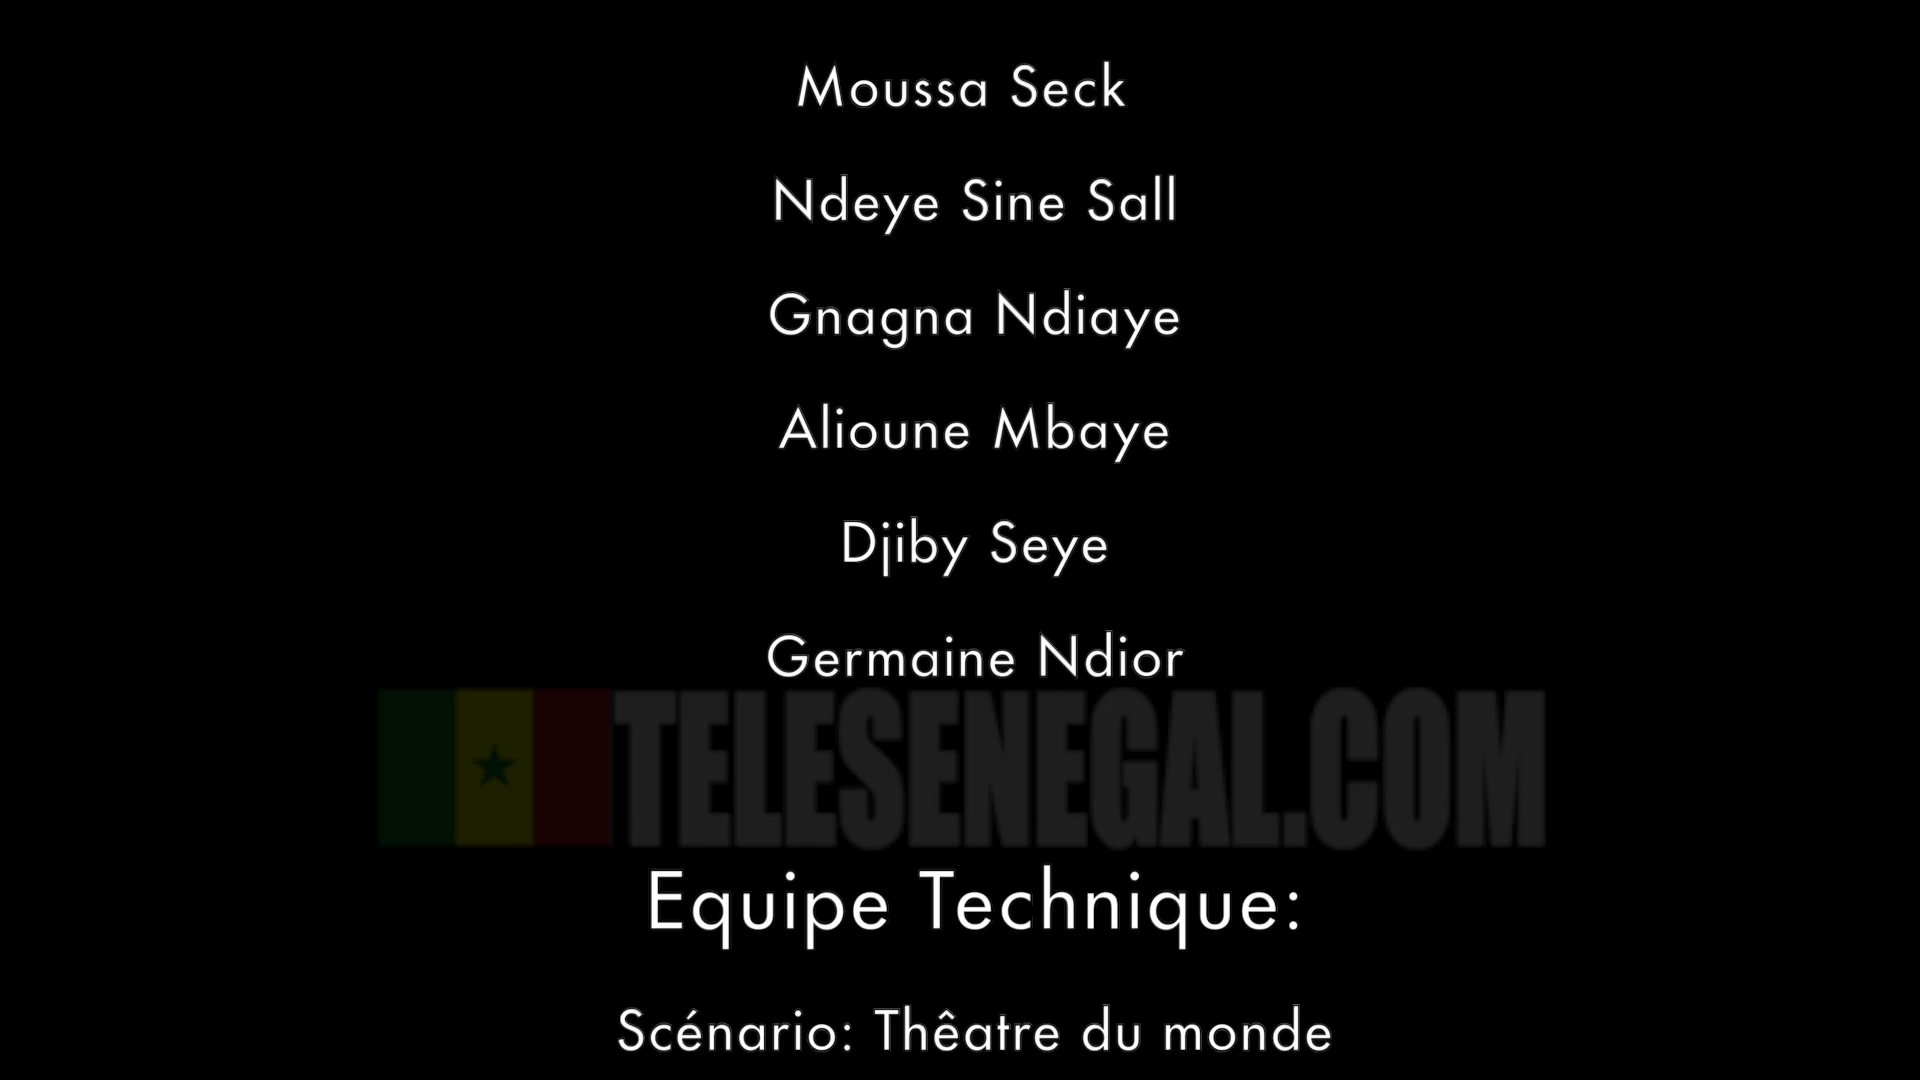 Moussa Seck
Ndeye Sine Sall
Gnagna Ndiaye
Alioune Mbaye
Djiby Seye
Germaine Ndior
TELESENEGAL.COM
Equipe Technique:
Scénario: Thêatre du monde